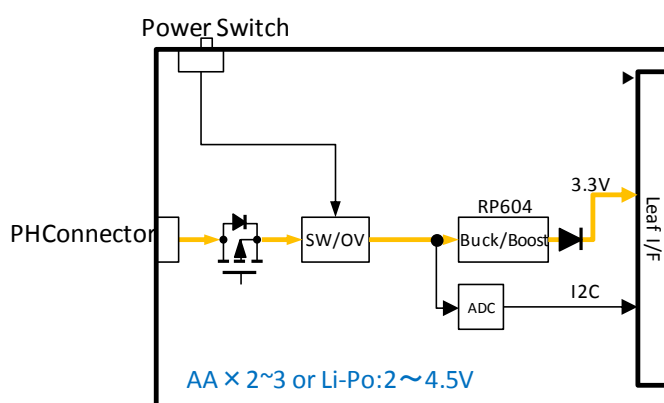 Power Switch
3.3V
RP604
Leaf I/F
PHConnector
SW/OV
Buck/Boost
I2C
ADC
AA×2~3 or Li-Po:2～4.5V